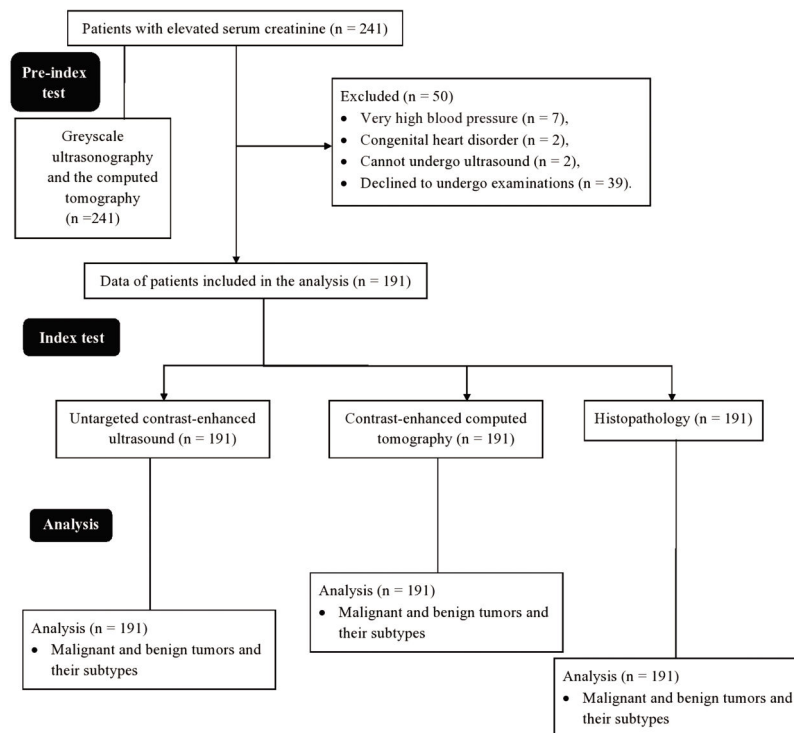 Patients with elevated serum creatinine (n = 241)
Pre-index
test
Greyscale
ultrasonography
and the computed
tomography
(n =241)
Excluded (n = 50)
• Very high blood pressure (n = 7),
• Congenital heart disorder (n = 2),
• Cannot undergo ultrasound (n = 2),
• Declined to undergo examinations (n = 39).
Data of patients included in the analysis (n = 191)
Index test
Untargeted contrast-enhanced
ultrasound (n = 191)
Contrast-enhanced computed
tomography (n = 191)
Histopathology (n = 191)
Analysis
Analysis (n = 191)
• Malignant and benign tumors and
their subtypes
Analysis (n = 191)
• Malignant and benign tumors and
their subtypes
Analysis (n = 191)
• Malignant and benign tumors and
their subtypes